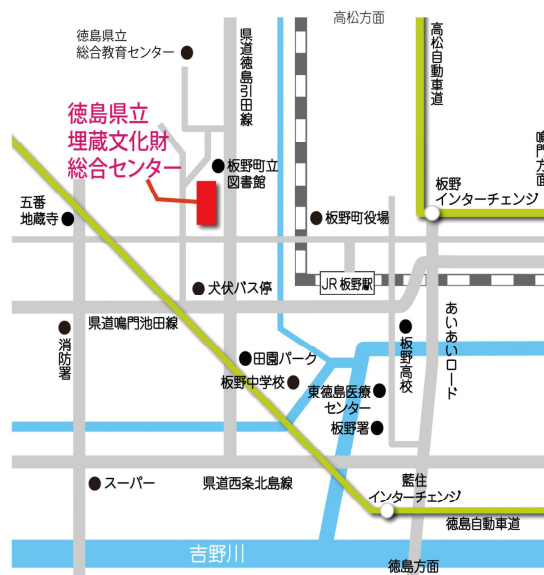 高松方面
徳島県立
総合教育センター
県道徳島引田線
高松自動車道
鳴門方面
徳島県立
埋蔵文化財
総合センター
板野町立
図書館
板野
インターチェンジ
五番
地蔵寺
板野町役場
犬伏バス停
JR板野駅
県道鳴門池田線
消防署
あいあいロード
田園パーク
板野高校
板野中学校
東徳島医療
センター
板野署
スーパー
県道西条北島線
藍住
インターチェンジ
徳島自動車道
吉野川
徳島方面